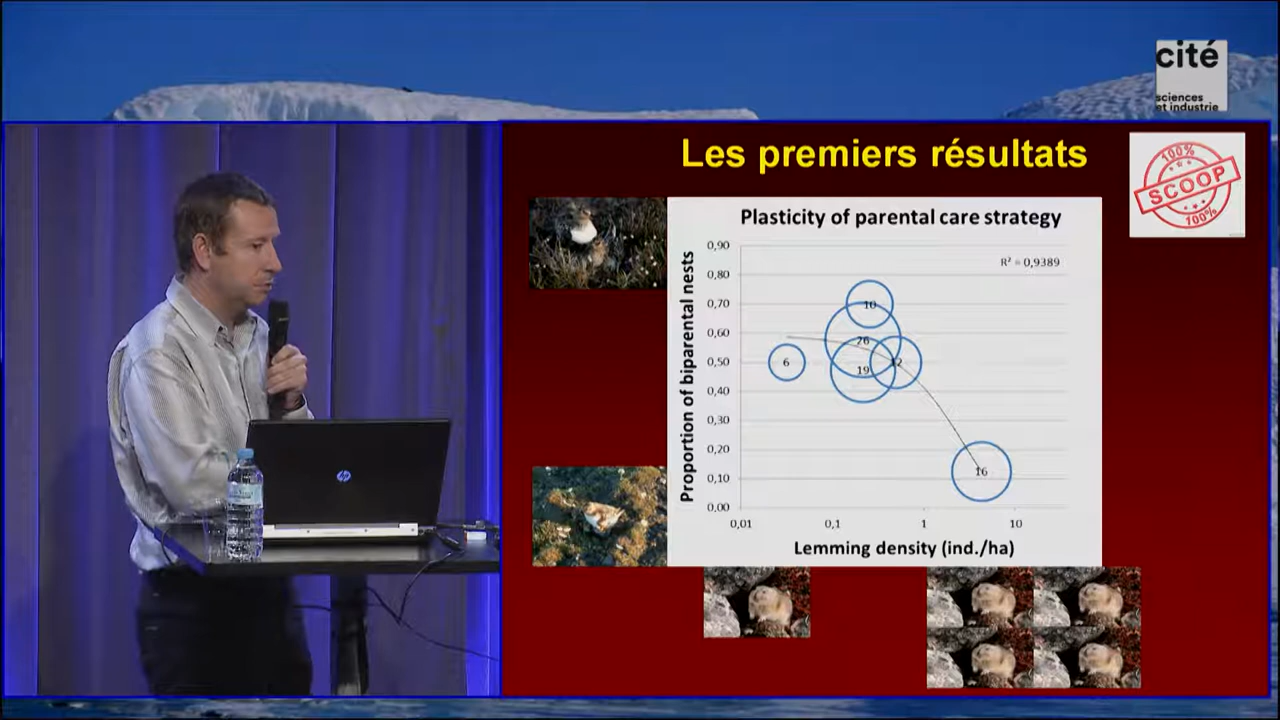 cité
sciences
et industrie
Les premiers résultats
100%
SCOOP
100%
Plasticity of parental care strategy
Proportion of biparental nests
0,90
R² = 0,9389
0,80
0,70
10
0,60
26
0,50
6
12
19
0,40
0,30
0,20
16
0,10
0,00
0,01
0,1
1
10
Lemming density (ind./ha)
hp